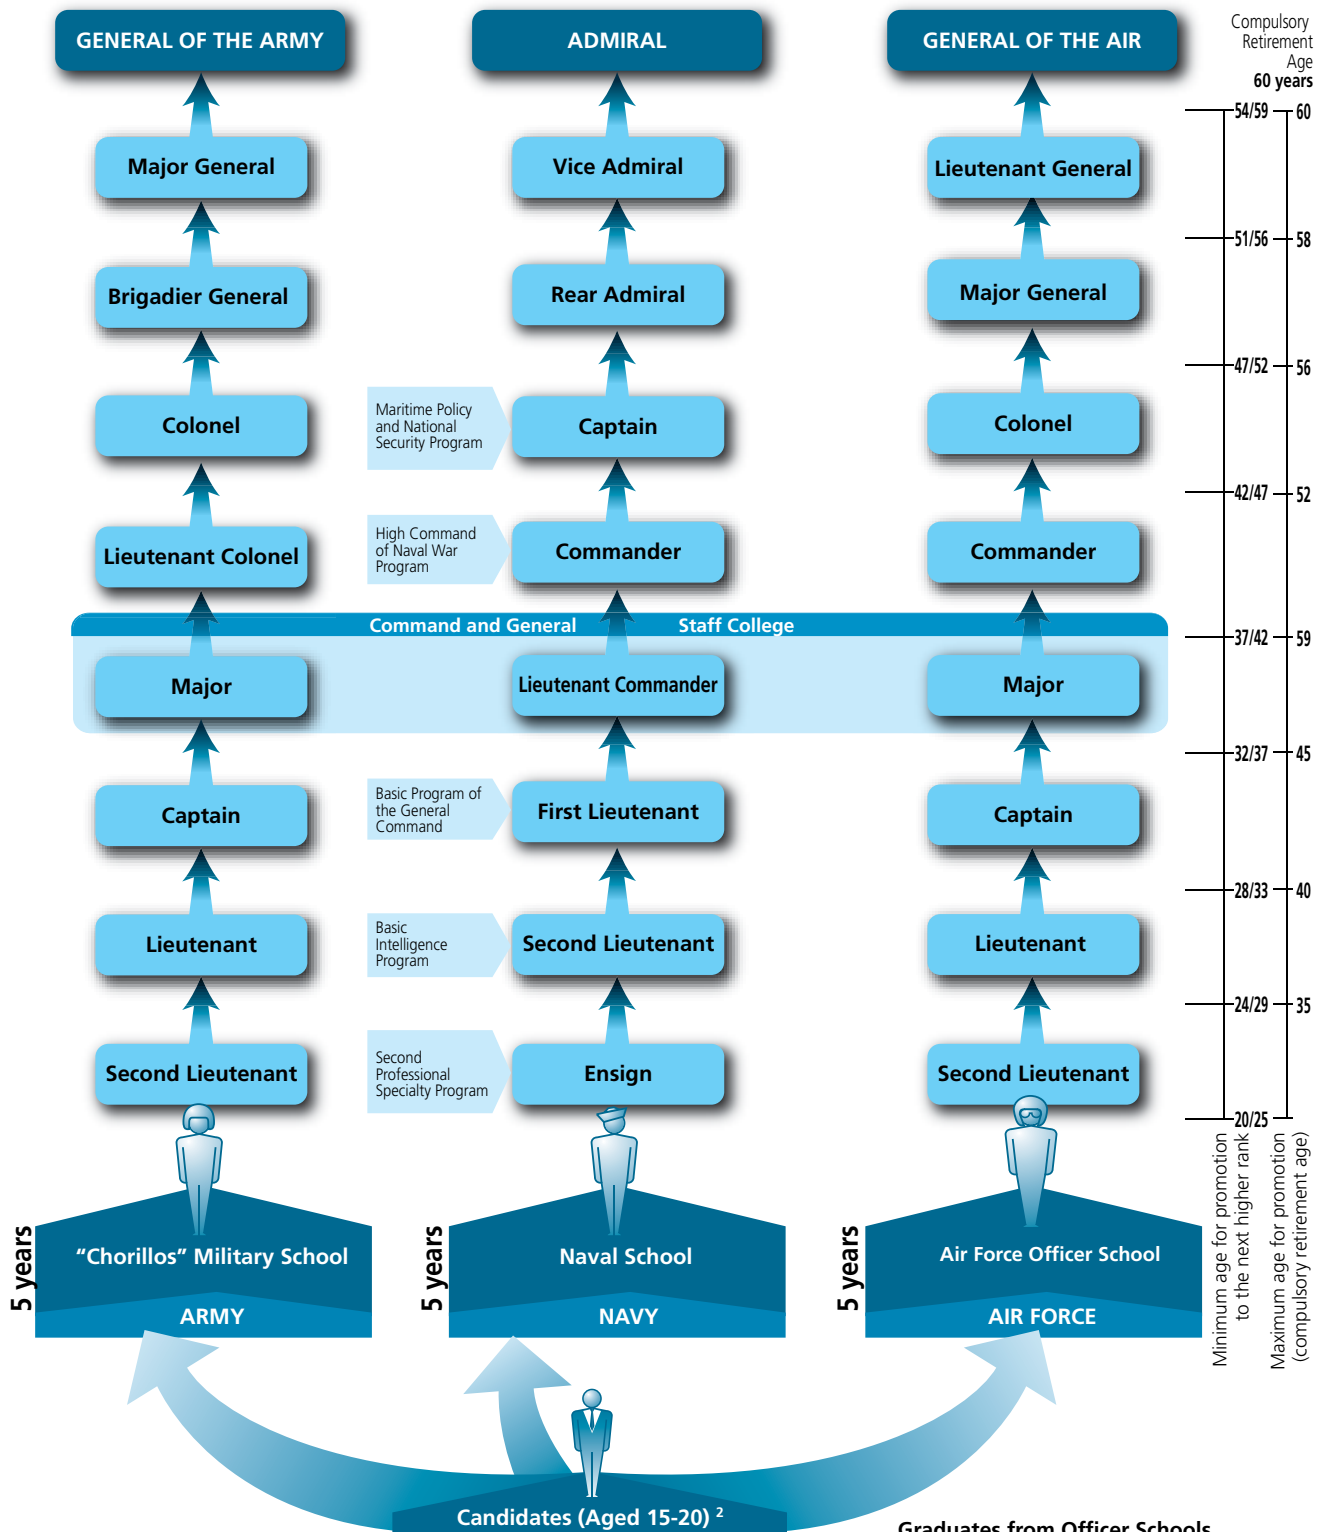 GENERAL OF THE ARMY
ADMIRAL
GENERAL OF THE AIR
Compulsory
Retirement
Age
60 years
54/59
60
Major General
Vice Admiral
Lieutenant General
51/56
58
Brigadier General
Rear Admiral
Major General
47/52
56
Colonel
Maritime Policy
and National
Security Program
Captain
Colonel
42/47
52
Lieutenant Colonel
High Command
of Naval War
Program
Commander
Commander
Command and General
Staff College
37/42
59
Major
Lieutenant Commander
Major
32/37
45
Captain
Basic Program of
the General
Command
First Lieutenant
Captain
28/33
40
Lieutenant
Basic
Intelligence
Program
Second Lieutenant
Lieutenant
24/29
35
Second Lieutenant
Second
Professional
Specialty Program
Ensign
Second Lieutenant
20/25
Minimum age for promotion
to the next higher rank
Maximum age for promotion
(compulsory retirement age)
5 years
"Chorillos" Military School
ARMY
5 years
Naval School
NAVY
5 years
Air Force Officer School
AIR FORCE
Candidates (Aged 15-20) ²
Graduates from Officer Schools